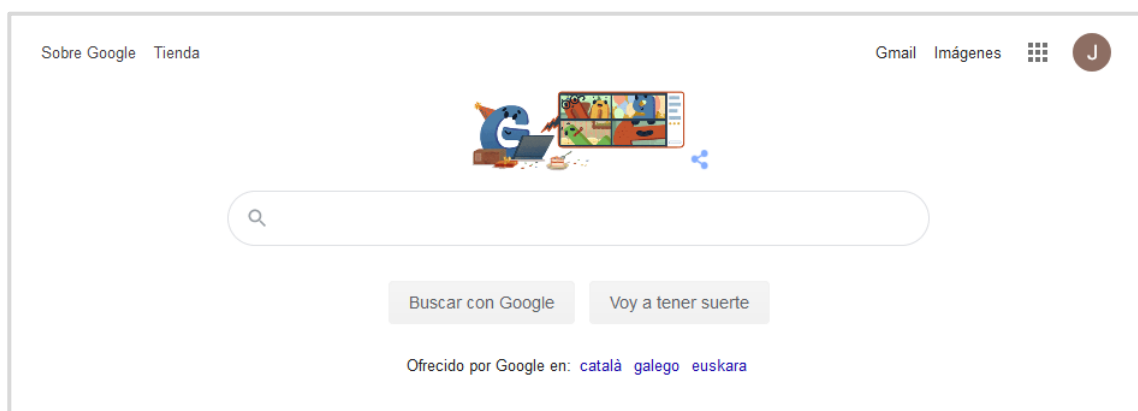 Sobre Google Tienda Gmail Imágenes J
Buscar con Google Voy a tener suerte
Ofrecido por Google en: català galego euskara